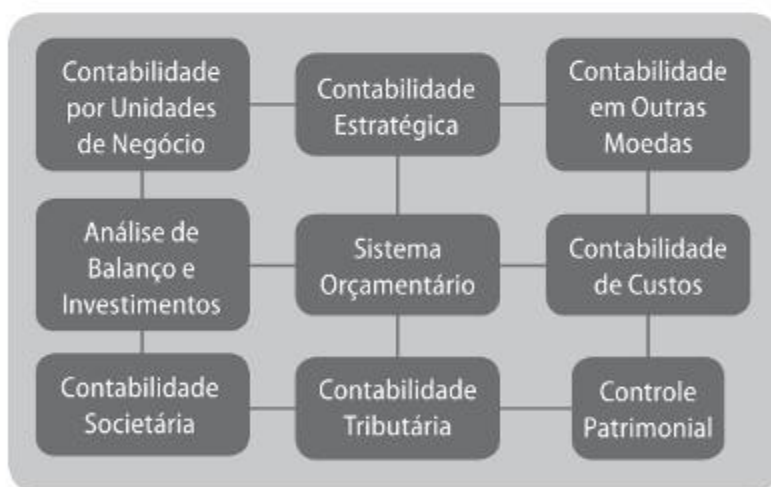 Contabilidade
por Unidades
de Negócio
Contabilidade
Estratégica
Contabilidade
em Outras
Moedas
Análise de
Balanço e
Investimentos
Sistema
Orçamentário
Contabilidade
de Custos
Contabilidade
Societária
Contabilidade
Tributária
Controle
Patrimonial